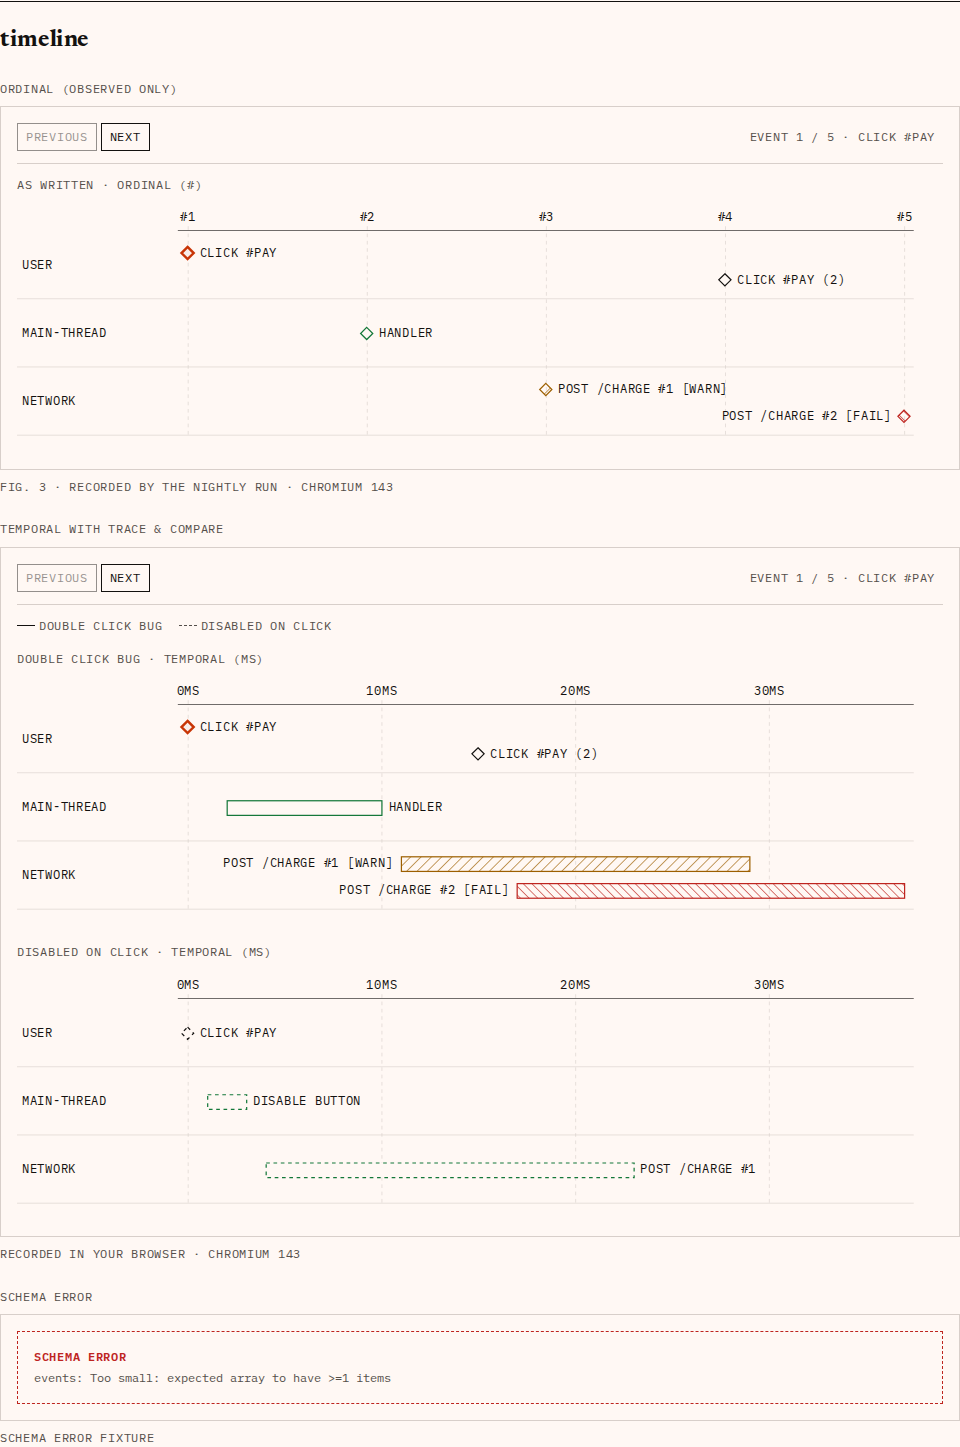 timeline
ORDINAL (OBSERVED ONLY)
PREVIOUS NEXT EVENT 1 / 5 · CLICK #PAY
AS WRITTEN · ORDINAL (#)
#1 #2 #3 #4 #5
CLICK #PAY
USER
CLICK #PAY (2)
MAIN-THREAD HANDLER
POST /CHARGE #1 [WARN]
NETWORK
POST /CHARGE #2 [FAIL]
FIG. 3 · RECORDED BY THE NIGHTLY RUN · CHROMIUM 143
TEMPORAL WITH TRACE & COMPARE
PREVIOUS NEXT EVENT 1 / 5 · CLICK #PAY
DOUBLE CLICK BUG DISABLED ON CLICK
DOUBLE CLICK BUG · TEMPORAL (MS)
0MS 10MS 20MS 30MS
CLICK #PAY
USER
CLICK #PAY (2)
MAIN-THREAD HANDLER
POST /CHARGE #1 [WARN]
NETWORK
POST /CHARGE #2 [FAIL]
DISABLED ON CLICK · TEMPORAL (MS)
0MS 10MS 20MS 30MS
USER CLICK #PAY
MAIN-THREAD DISABLE BUTTON
NETWORK POST /CHARGE #1
RECORDED IN YOUR BROWSER · CHROMIUM 143
SCHEMA ERROR
SCHEMA ERROR
events: Too small: expected array to have >=1 items
SCHEMA ERROR FIXTURE